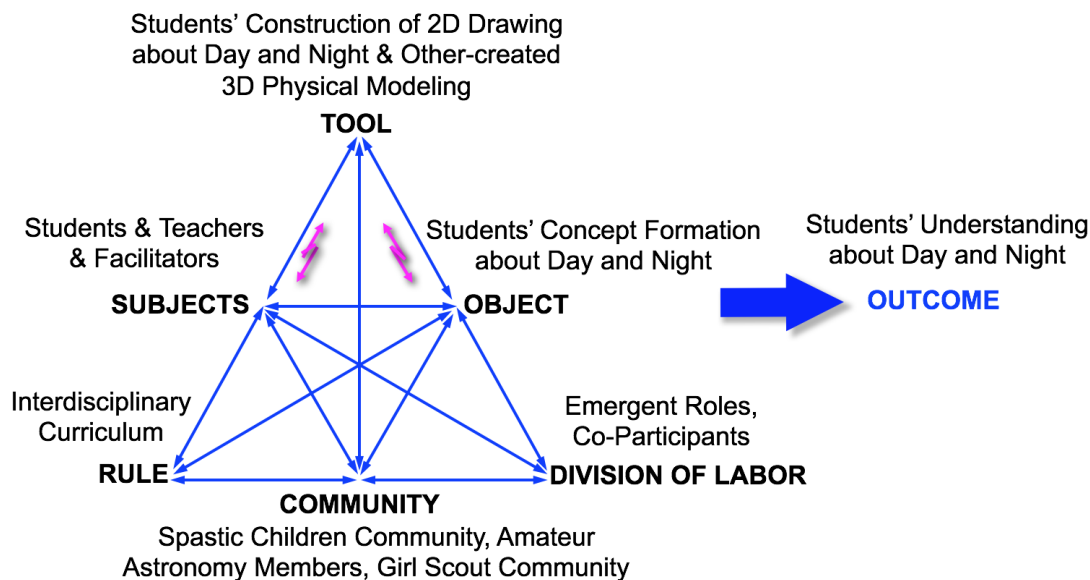 Students’ Construction of 2D Drawing
about Day and Night & Other-created
3D Physical Modeling
TOOL
Students & Teachers
& Facilitators
SUBJECTS
Students’ Concept Formation
about Day and Night
OBJECT
Students’ Understanding
about Day and Night
OUTCOME
Interdisciplinary
Curriculum
RULE
Emergent Roles,
Co-Participants
DIVISION OF LABOR
COMMUNITY
Spastic Children Community, Amateur
Astronomy Members, Girl Scout Community